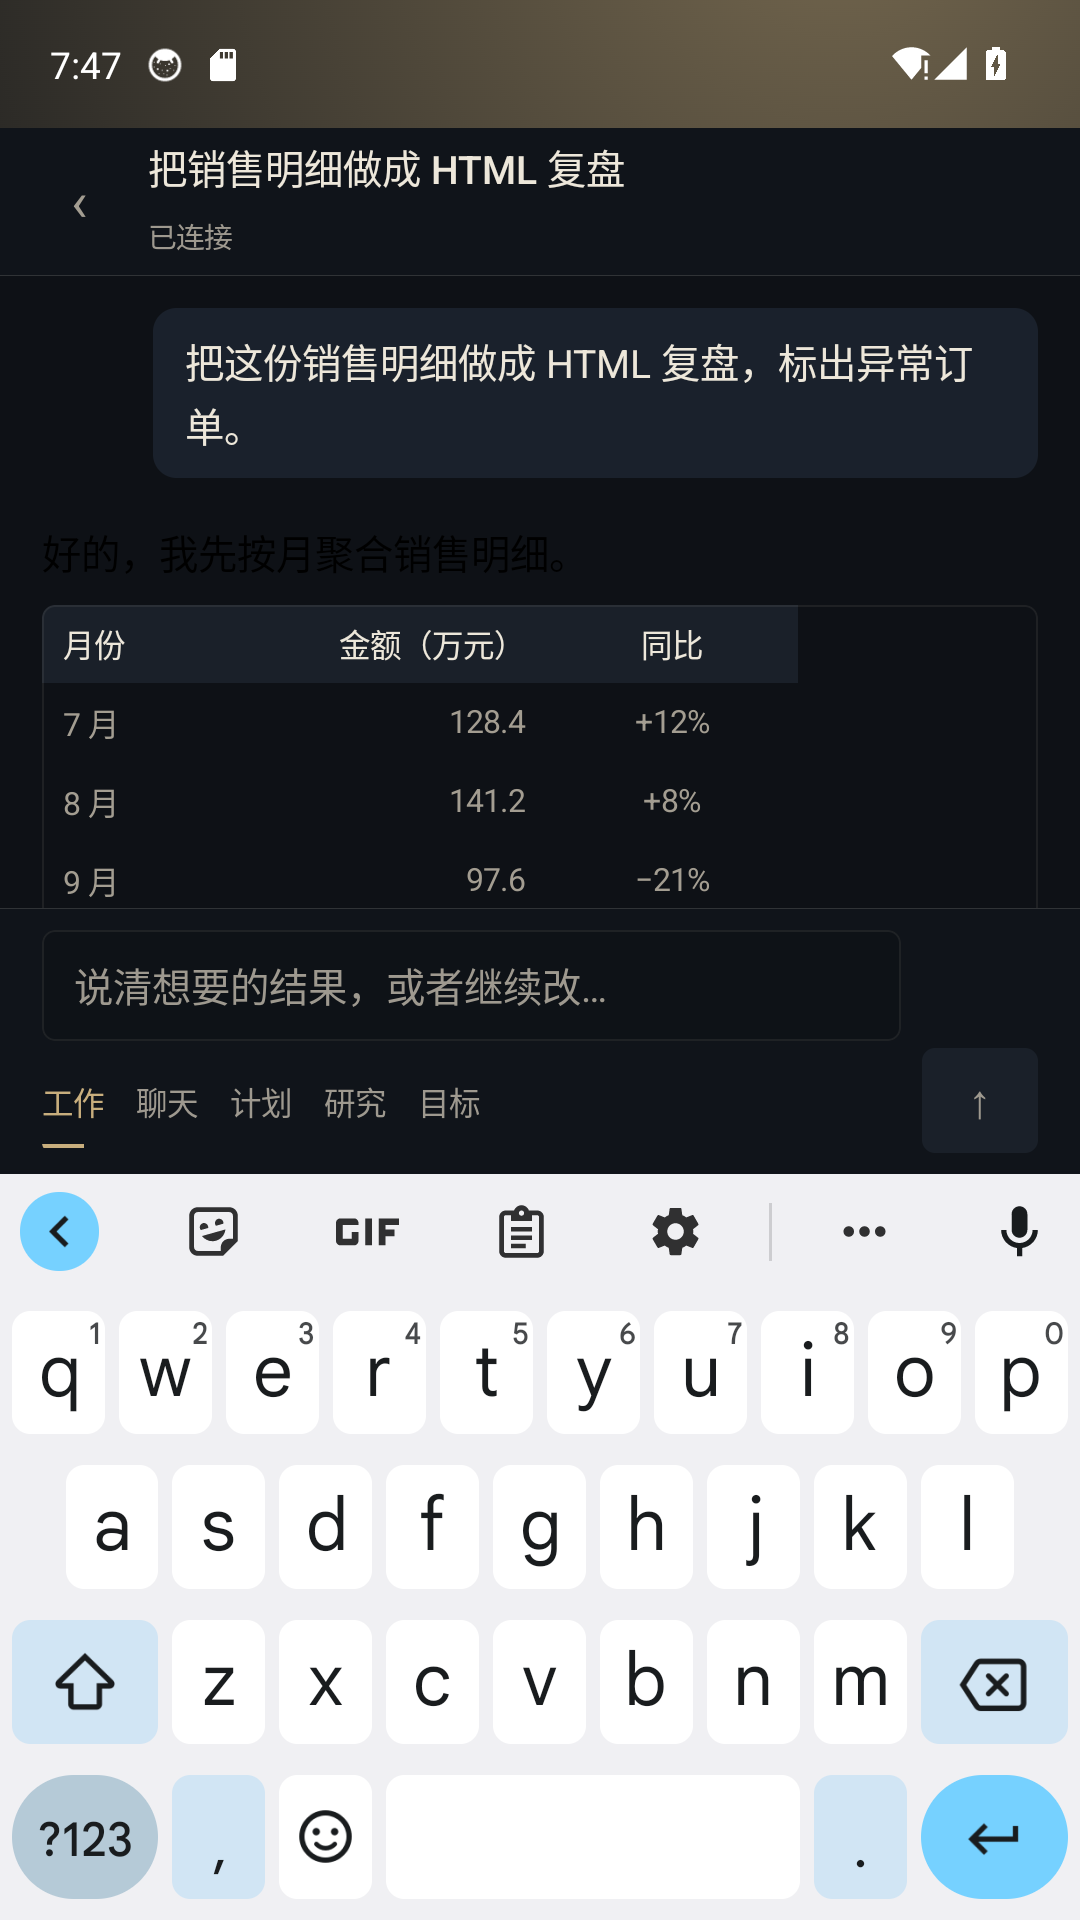 7:47
把销售明细做成 HTML 复盘
已连接
把这份销售明细做成 HTML 复盘，标出异常订
单。
好的，我先按月聚合销售明细。
月份 金额（万元） 同比
7 月 128.4 +12%
8 月 141.2 +8%
9 月 97.6 −21%
说清想要的结果，或者继续改...
工作 聊天 计划 研究 目标
GIF
1 2 3 4 5 6 7 8 9 0
q w e r t y u i o p
a s d f g h j k l
z x c v b n m
?123 , .